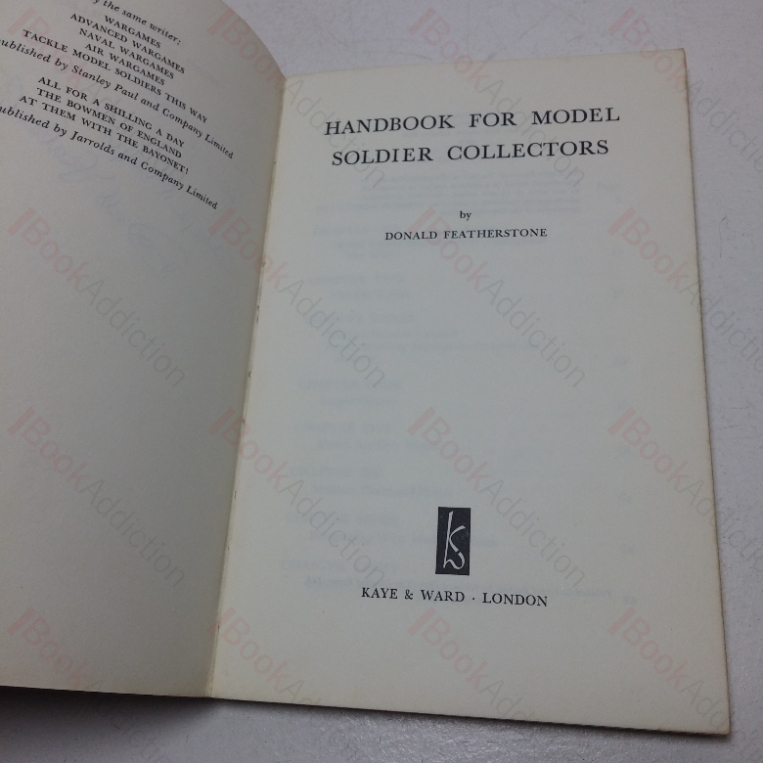 y the same writer:
WARGAMES
ADVANCED WARGAMES
NAVAL WARGAMES
AIR WARGAMES
TACKLE MODEL SOLDIERS THIS WAY
ublished by Stanley Paul and Company Limited
ALL FOR A SHILLING A DAY
THE BOWMEN OF ENGLAND
AT THEM WITH THE BAYONET!
ublished by Jarrolds and Company Limited
HANDBOOK FOR MODEL
SOLDIER COLLECTORS
by
DONALD FEATHERSTONE
KAYE & WARD · LONDON
BookAddiction